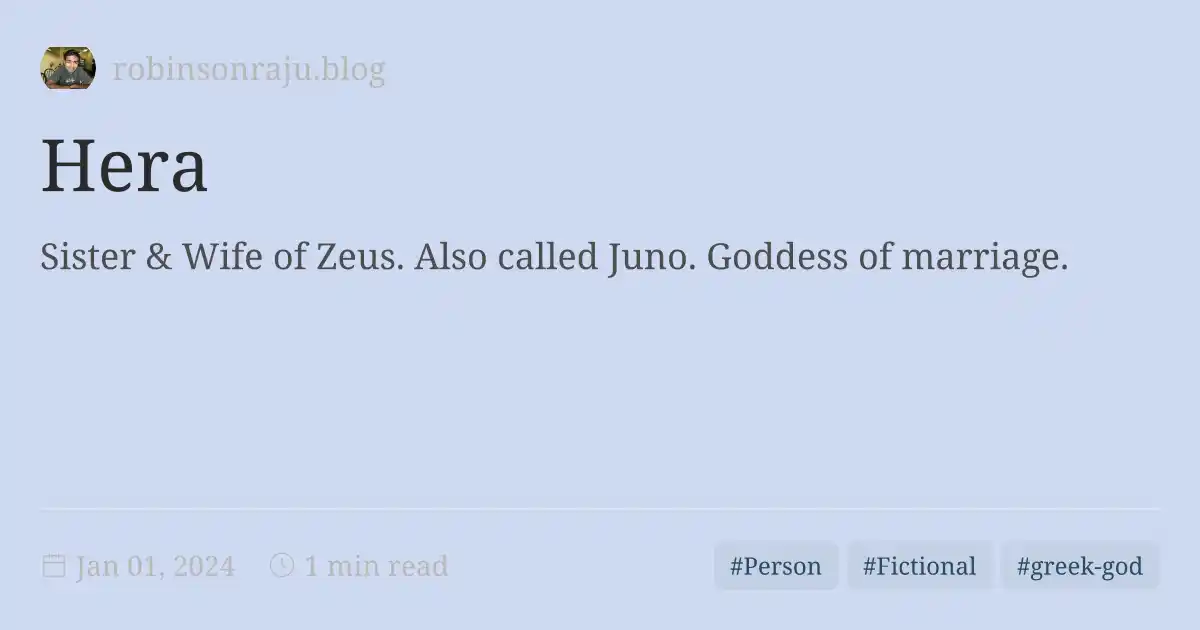 robinsonraju.blog
Hera
Sister & Wife of Zeus. Also called Juno. Goddess of marriage.
Jan 01, 2024 1 min read #Person #Fictional #greek-god